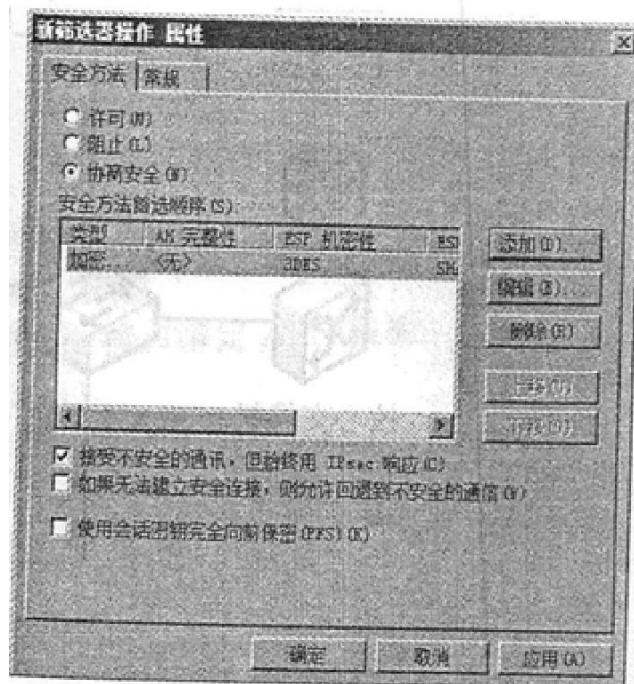 新筛选器操作 属性
安全方法 常规
许可(M)
阻止(L)
协商安全(N)
安全方法首选顺序(S):
类型 AH 完整性 ESP 机密性 ESP
加密... <无> 3DES SHA
添加(D)...
编辑(E)...
删除(R)
上移(U)
下移(O)
接受不安全的通讯，但始终用 IPsec 响应(C)
如果无法建立安全连接，则允许回退到不安全的通信(W)
使用会话密钥完全向前保密(PFS)(K)
确定 取消 应用(A)